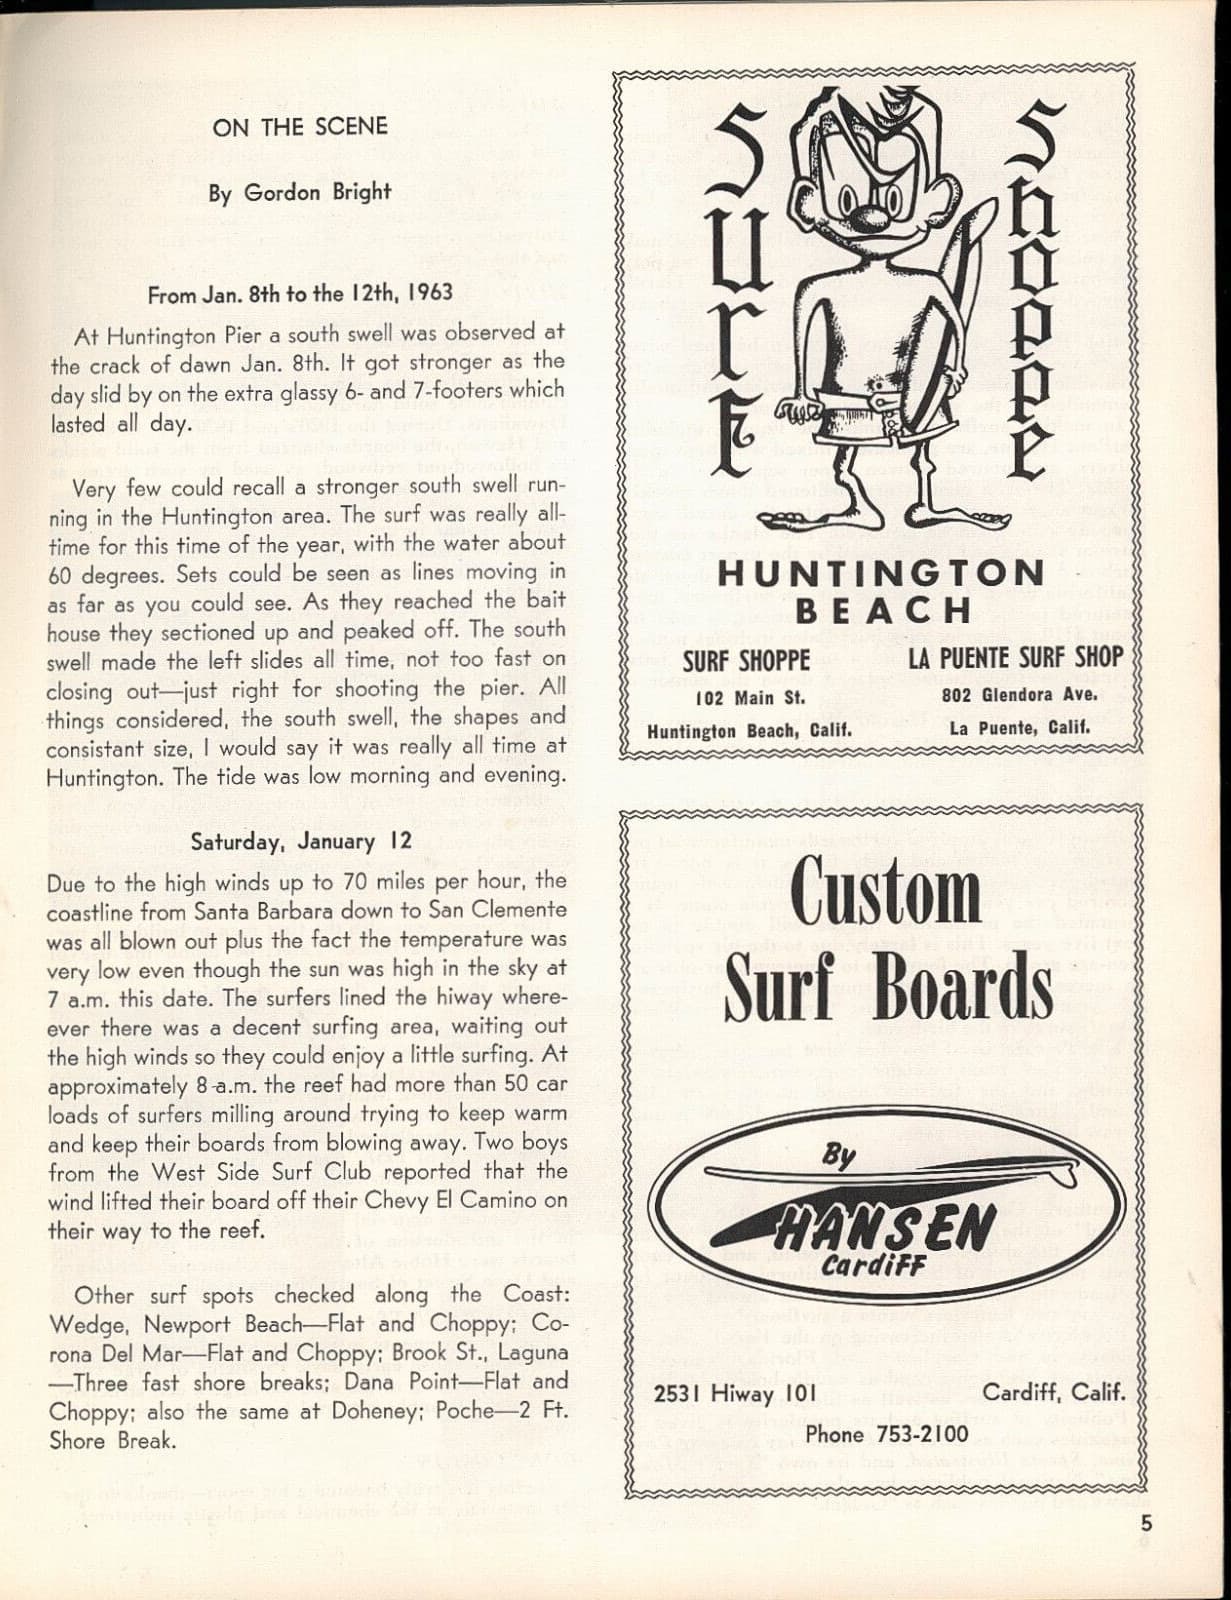 ON THE SCENE
By Gordon Bright
From Jan. 8th to the 12th, 1963
At Huntington Pier a south swell was observed at
the crack of dawn Jan. 8th. It got stronger as the
day slid by on the extra glassy 6- and 7-footers which
lasted all day.
Very few could recall a stronger south swell run-
ning in the Huntington area. The surf was really all-
time for this time of the year, with the water about
60 degrees. Sets could be seen as lines moving in
as far as you could see. As they reached the bait
house they sectioned up and peaked off. The south
swell made the left slides all time, not too fast on
closing out—just right for shooting the pier. All
things considered, the south swell, the shapes and
consistant size, I would say it was really all time at
Huntington. The tide was low morning and evening.
Saturday, January 12
Due to the high winds up to 70 miles per hour, the
coastline from Santa Barbara down to San Clemente
was all blown out plus the fact the temperature was
very low even though the sun was high in the sky at
7 a.m. this date. The surfers lined the hiway where-
ever there was a decent surfing area, waiting out
the high winds so they could enjoy a little surfing. At
approximately 8 a.m. the reef had more than 50 car
loads of surfers milling around trying to keep warm
and keep their boards from blowing away. Two boys
from the West Side Surf Club reported that the
wind lifted their board off their Chevy El Camino on
their way to the reef.
Other surf spots checked along the Coast:
Wedge, Newport Beach—Flat and Choppy; Co-
rona Del Mar—Flat and Choppy; Brook St., Laguna
—Three fast shore breaks; Dana Point—Flat and
Choppy; also the same at Doheney; Poche—2 Ft.
Shore Break.
Surf
Shoppe
HUNTINGTON
BEACH
SURF SHOPPE
102 Main St.
Huntington Beach, Calif.
LA PUENTE SURF SHOP
802 Glendora Ave.
La Puente, Calif.
Custom
Surf Boards
By
HANSEN
Cardiff
2531 Hiway 101 Cardiff, Calif.
Phone 753-2100
5